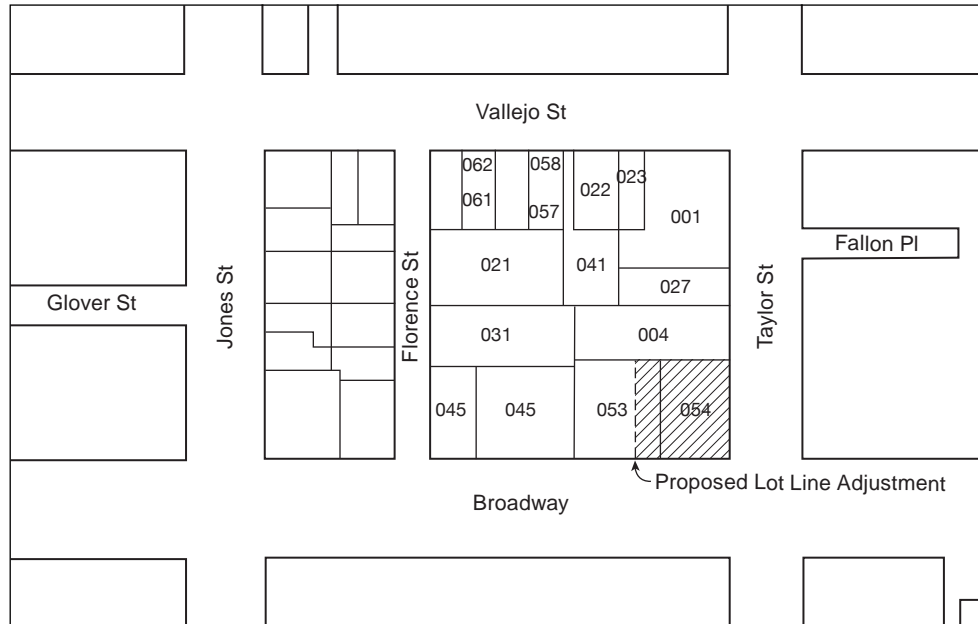 Vallejo St
062
058
022
023
061
057
001
Fallon Pl
021
041
027
Glover St
Jones St
Florence St
Taylor St
031
004
045
045
053
054
Proposed Lot Line Adjustment
Broadway